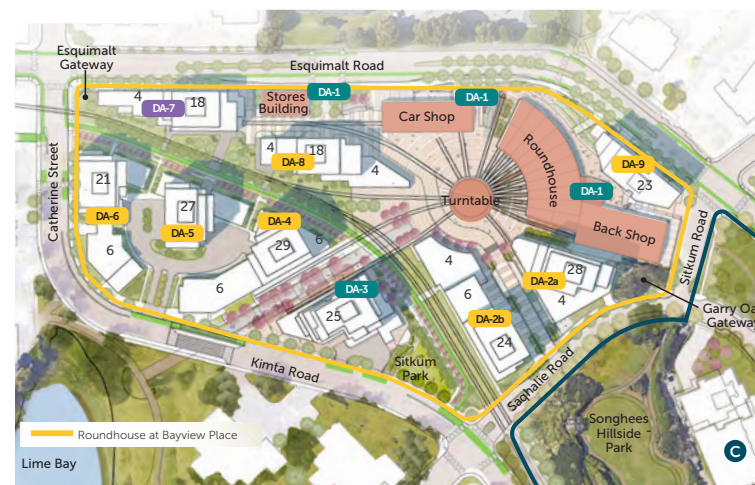 Esquimalt
Gateway
Esquimalt Road
4
DA-7
18
Stores
Building
DA-1
DA-1
Car Shop
Roundhouse
DA-9
23
4
18
DA-8
4
Catherine Street
21
DA-6
6
27
DA-5
DA-4
29
6
6
Turntable
DA-1
Back Shop
Sitkum Road
4
DA-2a
28
4
6
DA-2b
24
DA-3
25
Garry Oa
Gateway
Kimta Road
Sitkum
Park
Saghalie Road
Songhees
Hillside
Park
Roundhouse at Bayview Place
Lime Bay
C